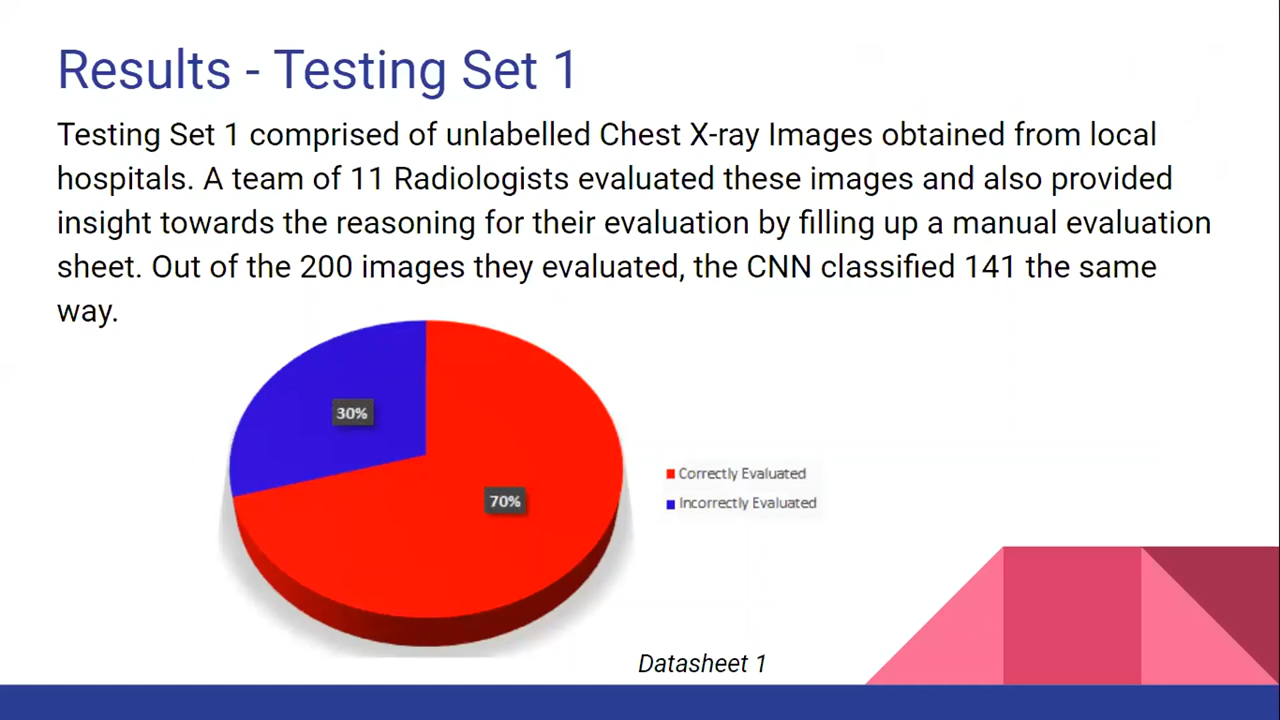 Results - Testing Set 1
Testing Set 1 comprised of unlabelled Chest X-ray Images obtained from local
hospitals. A team of 11 Radiologists evaluated these images and also provided
insight towards the reasoning for their evaluation by filling up a manual evaluation
sheet. Out of the 200 images they evaluated, the CNN classified 141 the same
way.
30%
70%
Correctly Evaluated
Incorrectly Evaluated
Datasheet 1